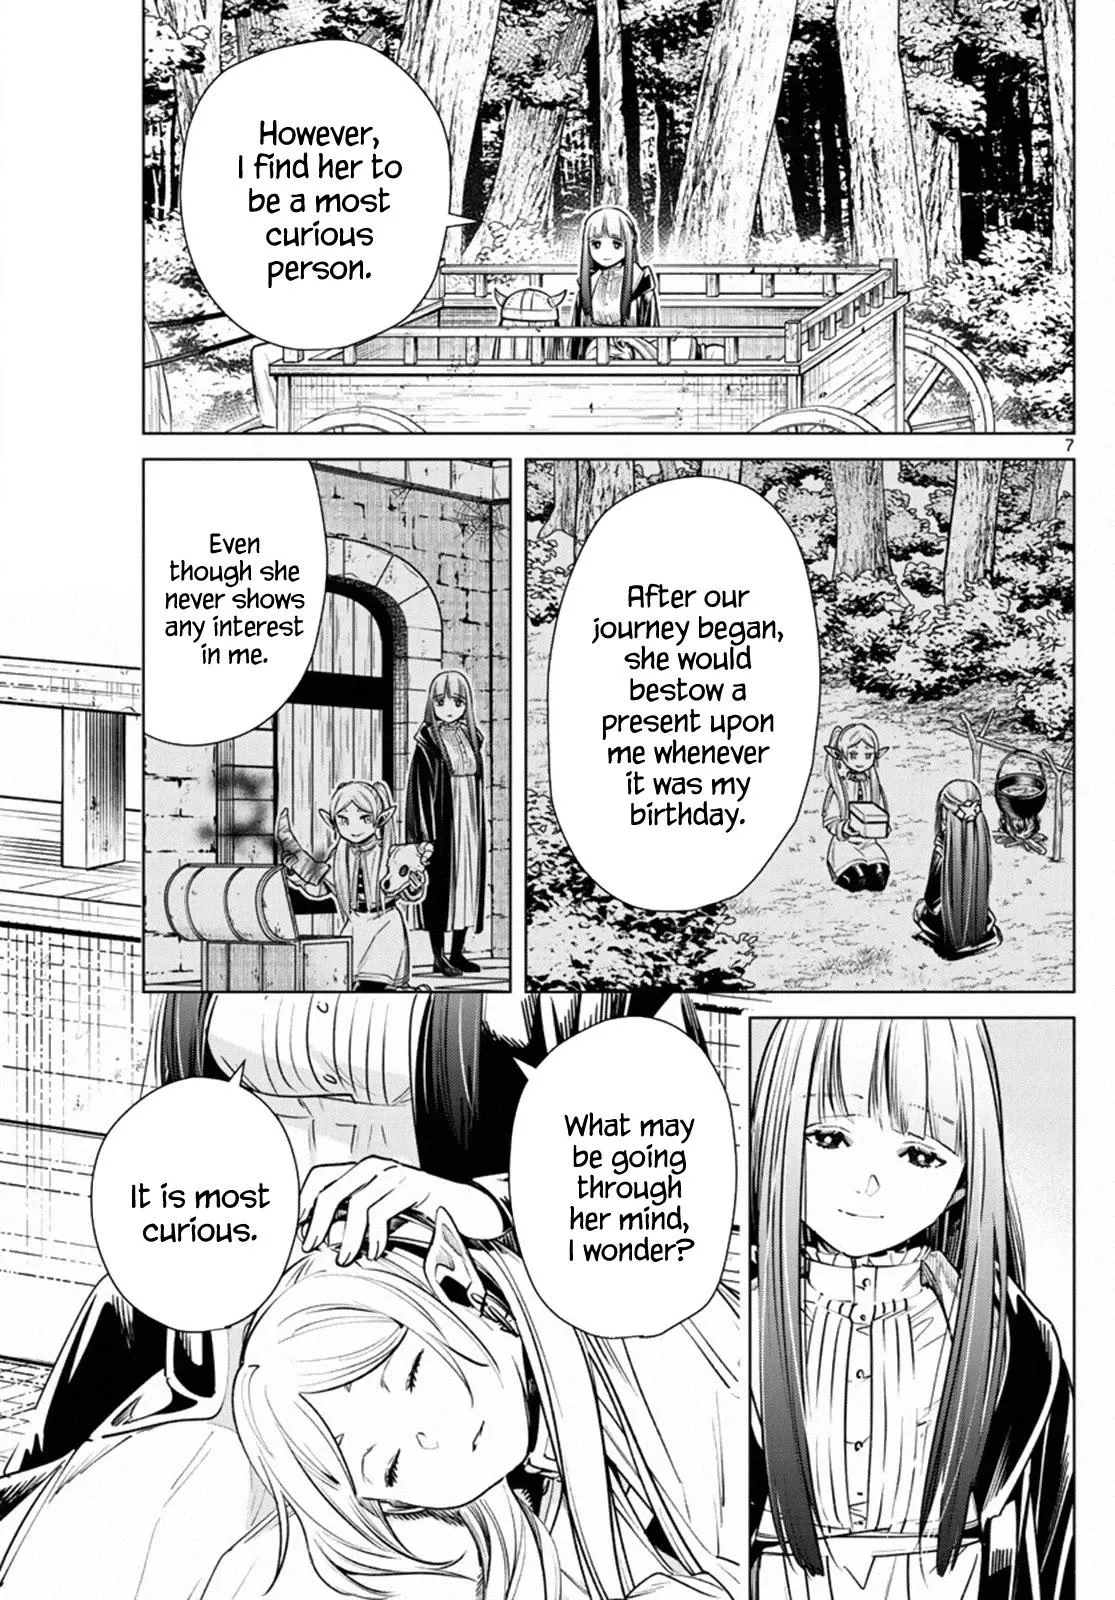 However,
I find her to
be a most
curious
person.
7
After our
journey began,
she would
bestow a
present upon
me whenever
it was my
birthday.
Even
though she
never shows
any interest
in me.
What may
be going
through
her mind,
I wonder?
It is most
curious.